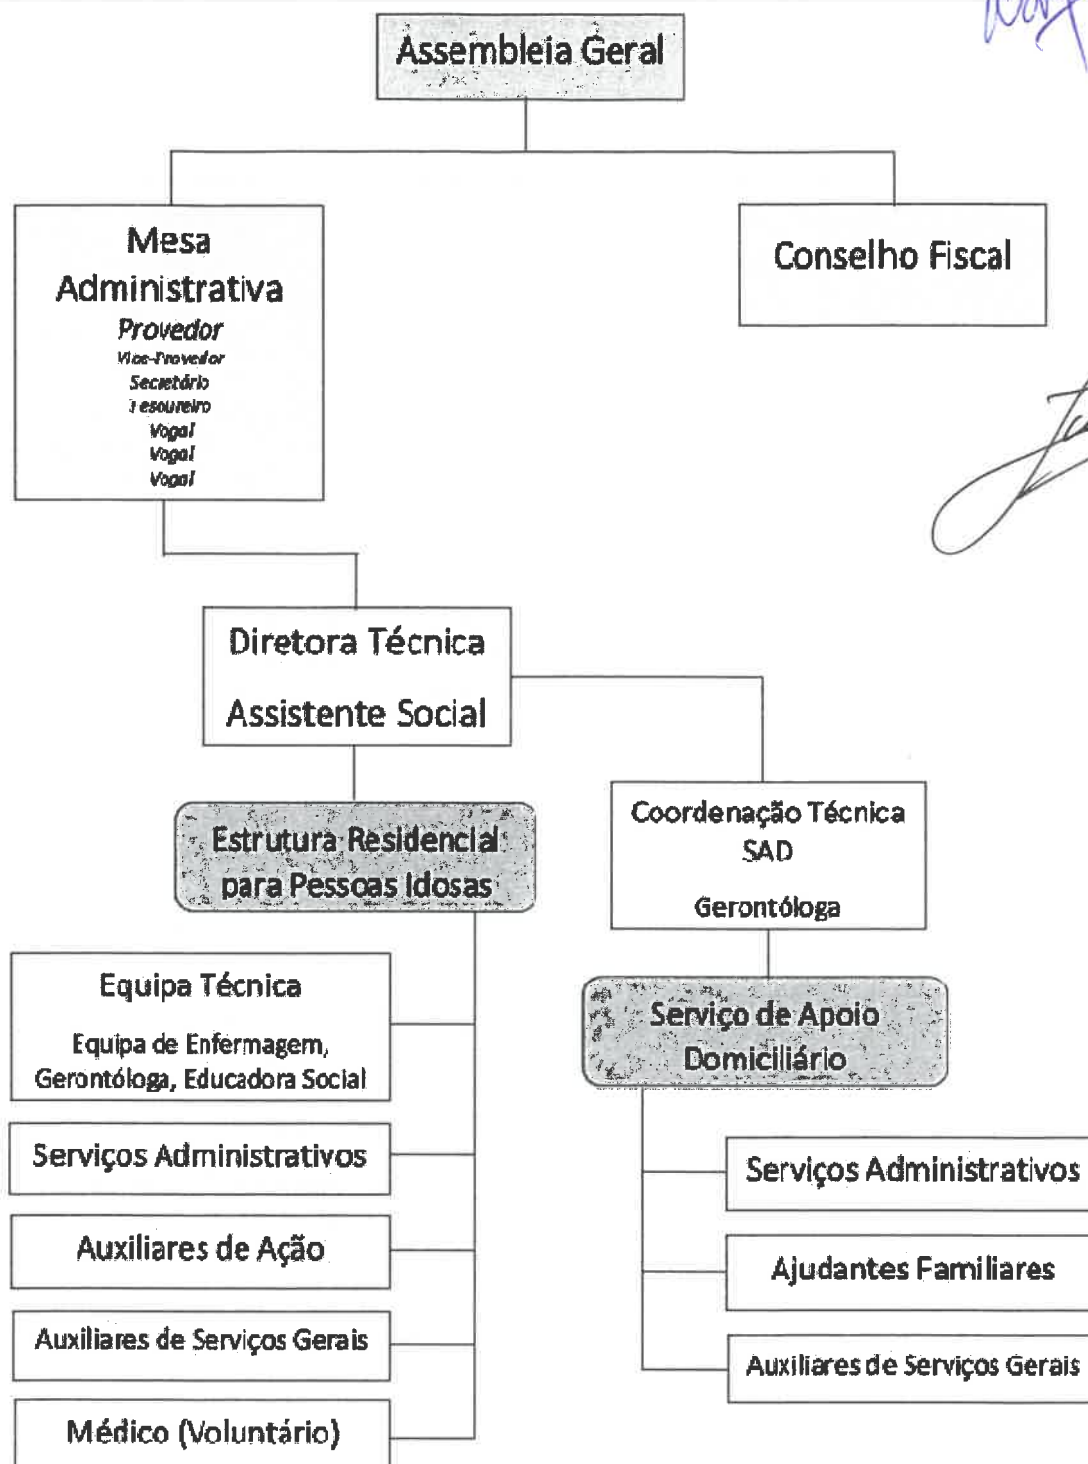 Assembleia Geral
Mesa
Administrativa
Provedor
Vice-Provedor
Secretário
Tesoureiro
Vogal
Vogal
Vogal
Conselho Fiscal
Diretora Técnica
Assistente Social
Estrutura Residencial
para Pessoas Idosas
Equipa Técnica
Equipa de Enfermagem,
Gerontóloga, Educadora Social
Serviços Administrativos
Auxiliares de Ação
Auxiliares de Serviços Gerais
Médico (Voluntário)
Coordenação Técnica
SAD
Gerontóloga
Serviço de Apoio
Domiciliário
Serviços Administrativos
Ajudantes Familiares
Auxiliares de Serviços Gerais